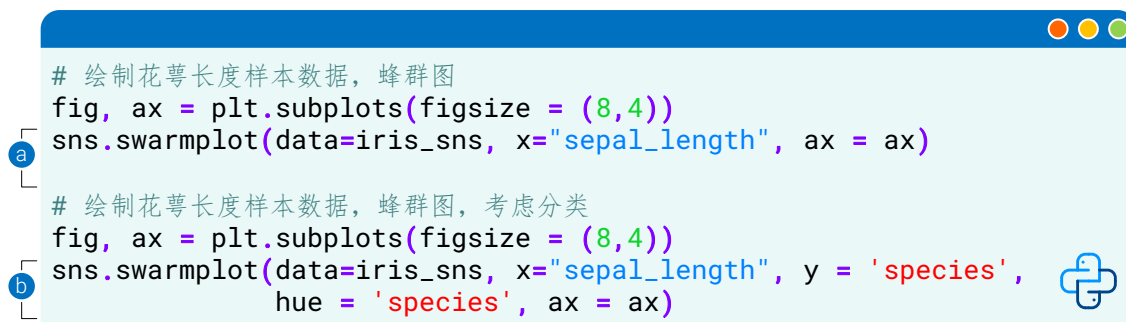 # 绘制花萼长度样本数据，蜂群图
fig, ax = plt.subplots(figsize = (8,4))
a
sns.swarmplot(data=iris_sns, x="sepal_length", ax = ax)
# 绘制花萼长度样本数据，蜂群图，考虑分类
fig, ax = plt.subplots(figsize = (8,4))
b
sns.swarmplot(data=iris_sns, x="sepal_length", y = 'species',
hue = 'species', ax = ax)